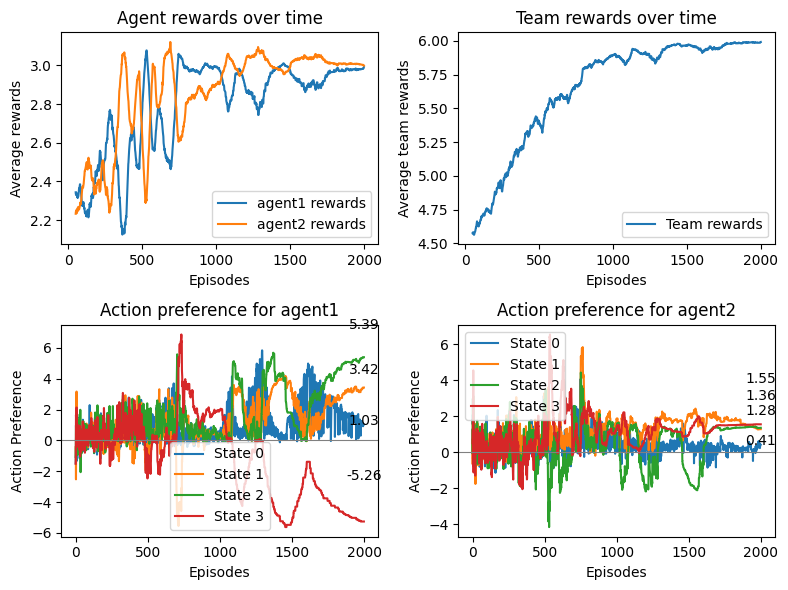 Agent rewards over time
Average rewards
3.0
2.8
2.6
2.4
2.2
agent1 rewards
agent2 rewards
0
500
1000
1500
2000
Episodes
Team rewards over time
Average team rewards
6.00
5.75
5.50
5.25
5.00
4.75
4.50
Team rewards
0
500
1000
1500
2000
Episodes
Action preference for agent1
Action Preference
6
4
2
0
−2
−4
−6
5.39
3.42
1.03
-5.26
State 0
State 1
State 2
State 3
0
500
1000
1500
2000
Episodes
Action preference for agent2
Action Preference
6
4
2
0
−2
−4
State 0
State 1
State 2
State 3
1.55
1.36
1.28
0.41
0
500
1000
1500
2000
Episodes